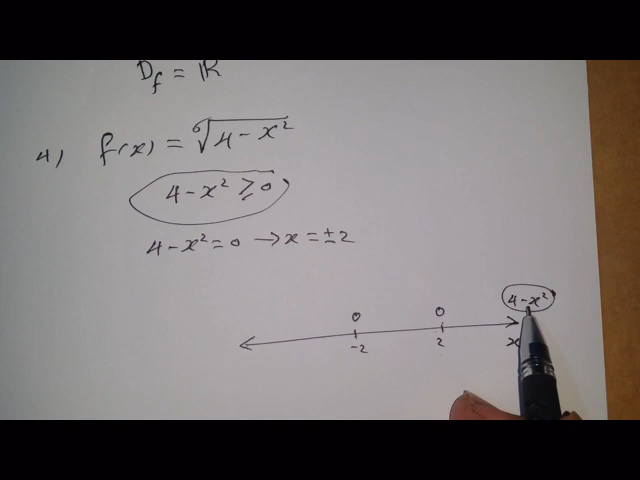 D_f = ℝ
4) f(x) = ⁶√(4 - x²)
4 - x² ≥ 0
4 - x² = 0 → x = ± 2
4 - x²
0 0
-2 2 x